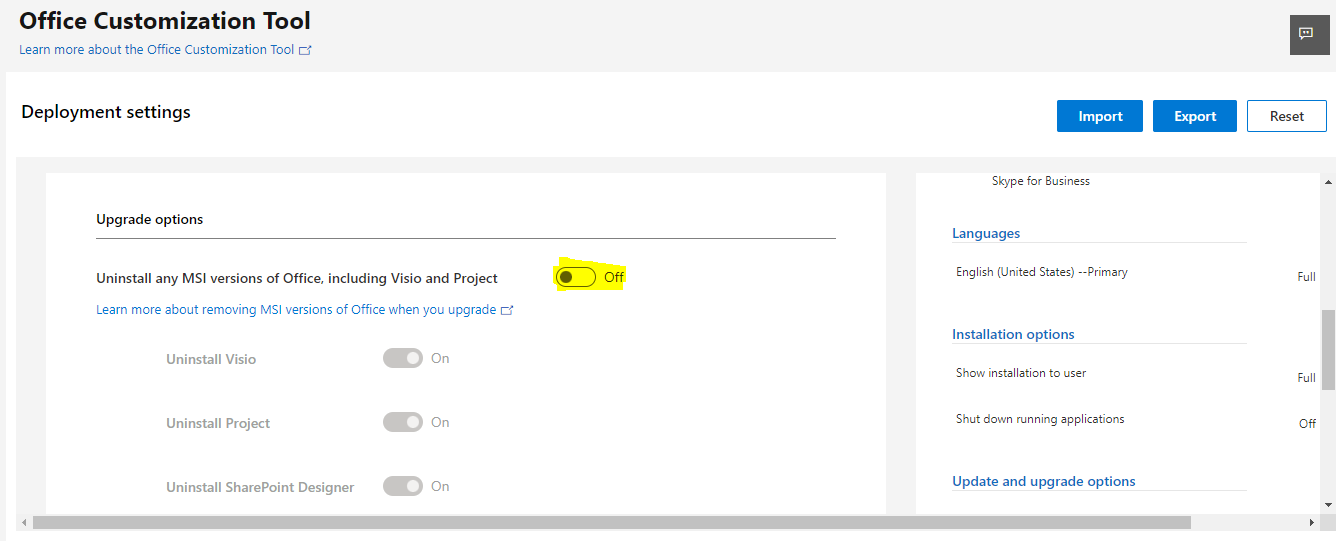 Office Customization Tool
Learn more about the Office Customization Tool
Deployment settings
Import
Export
Reset
Upgrade options
Uninstall any MSI versions of Office, including Visio and Project
Off
Learn more about removing MSI versions of Office when you upgrade
Uninstall Visio
On
Uninstall Project
On
Uninstall SharePoint Designer
On
Skype for Business
Languages
English (United States) --Primary
Full
Installation options
Show installation to user
Full
Shut down running applications
Off
Update and upgrade options